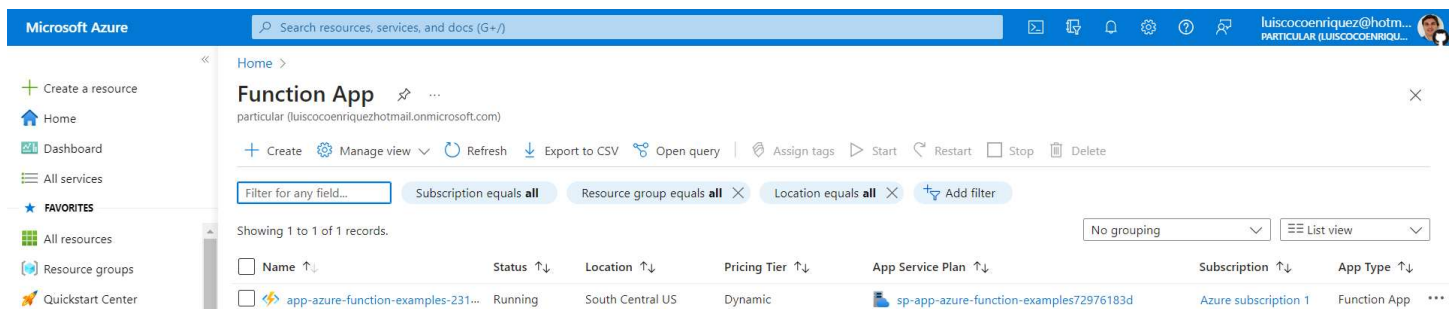 Microsoft Azure
Search resources, services, and docs (G+/)
luiscocoenriquez@hotm...
PARTICULAR (LUISCOCOENRIQU...
Create a resource
Home
Dashboard
All services
FAVORITES
All resources
Resource groups
Quickstart Center
Home >
Function App
particular (luiscocoenriquezhotmail.onmicrosoft.com)
Create Manage view Refresh Export to CSV Open query Assign tags Start Restart Stop Delete
Filter for any field... Subscription equals all Resource group equals all Location equals all Add filter
Showing 1 to 1 of 1 records. No grouping List view
Name Status Location Pricing Tier App Service Plan Subscription App Type
app-azure-function-examples-231... Running South Central US Dynamic sp-app-azure-function-examples72976183d Azure subscription 1 Function App